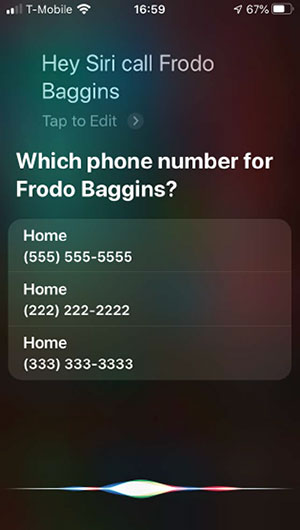 T-Mobile 16:59 67%
Hey Siri call Frodo
Baggins
Tap to Edit
Which phone number for
Frodo Baggins?
Home
(555) 555-5555
Home
(222) 222-2222
Home
(333) 333-3333